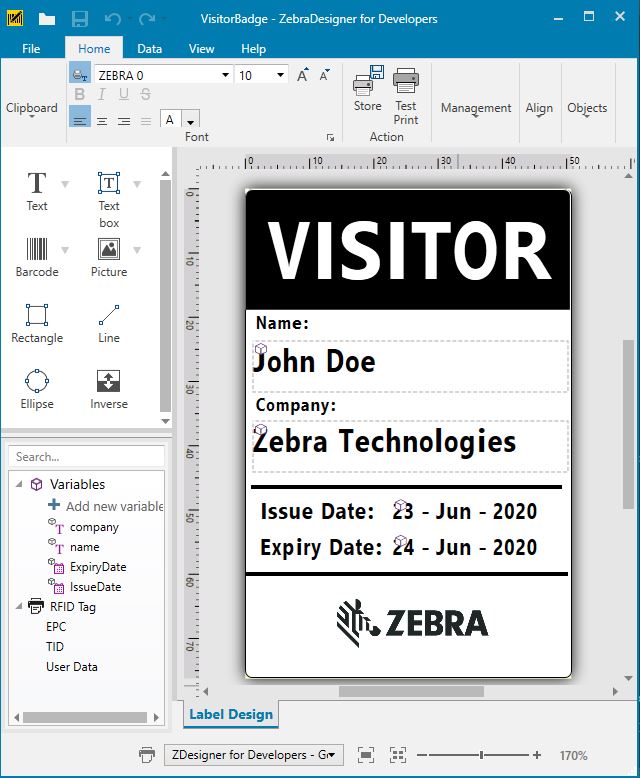 VisitorBadge - ZebraDesigner for Developers
File Home Data View Help
Clipboard
ZEBRA 0 10 A A
B I U S
A
Font
Store
Test Print
Action
Management
Align
Objects
Text
Text box
Barcode
Picture
Rectangle
Line
Ellipse
Inverse
Search...
Variables
Add new variable
company
name
ExpiryDate
IssueDate
RFID Tag
EPC
TID
User Data
0 10 20 30 40 50
0
10
20
30
40
50
60
70
VISITOR
Name:
John Doe
Company:
Zebra Technologies
Issue Date: 23 - Jun - 2020
Expiry Date: 24 - Jun - 2020
ZEBRA
Label Design
ZDesigner for Developers - G
170%